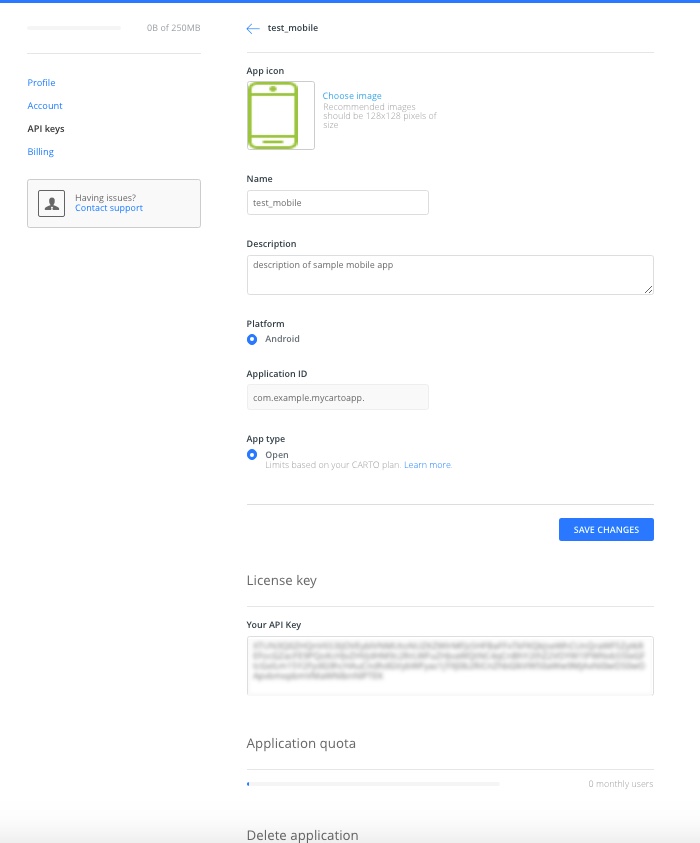 0B of 250MB
Profile
Account
API keys
Billing
Having issues?
Contact support
test_mobile
App icon
Choose image
Recommended images
should be 128x128 pixels of
size
Name
test_mobile
Description
description of sample mobile app
Platform
Android
Application ID
com.example.mycartoapp.
App type
Open
Limits based on your CARTO plan. Learn more.
SAVE CHANGES
License key
Your API Key
Application quota
0 monthly users
Delete application